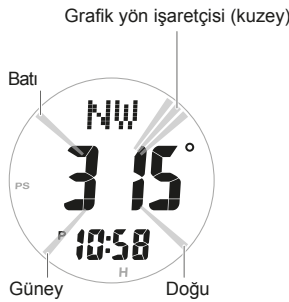 Grafik yön işaretçisi (kuzey)
Batı
NW
315°
PS
P 10:58
H
Güney
Doğu